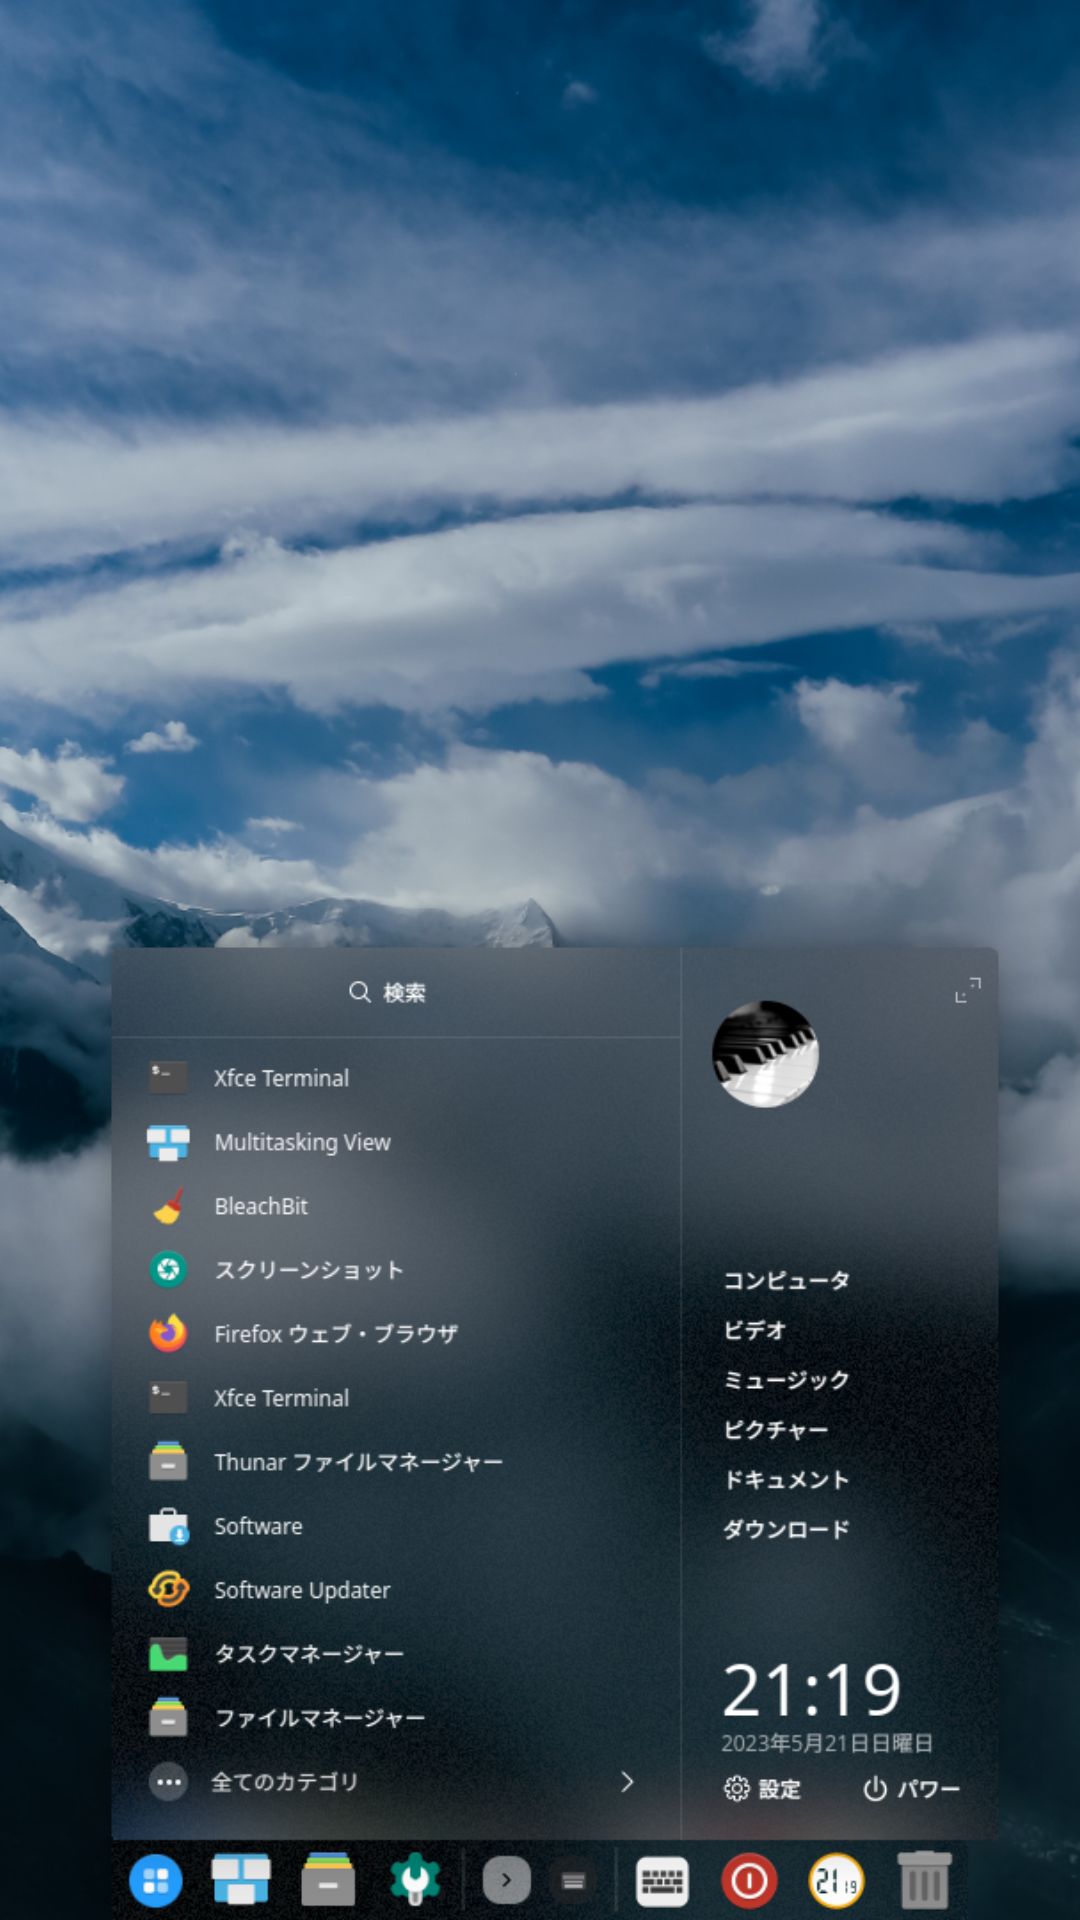 検索
Xfce Terminal
Multitasking View
BleachBit
スクリーンショット
Firefox ウェブ・ブラウザ
Xfce Terminal
Thunar ファイルマネージャー
Software
Software Updater
タスクマネージャー
ファイルマネージャー
全てのカテゴリ
コンピュータ
ビデオ
ミュージック
ピクチャー
ドキュメント
ダウンロード
21:19
2023年5月21日日曜日
設定 パワー
21 19